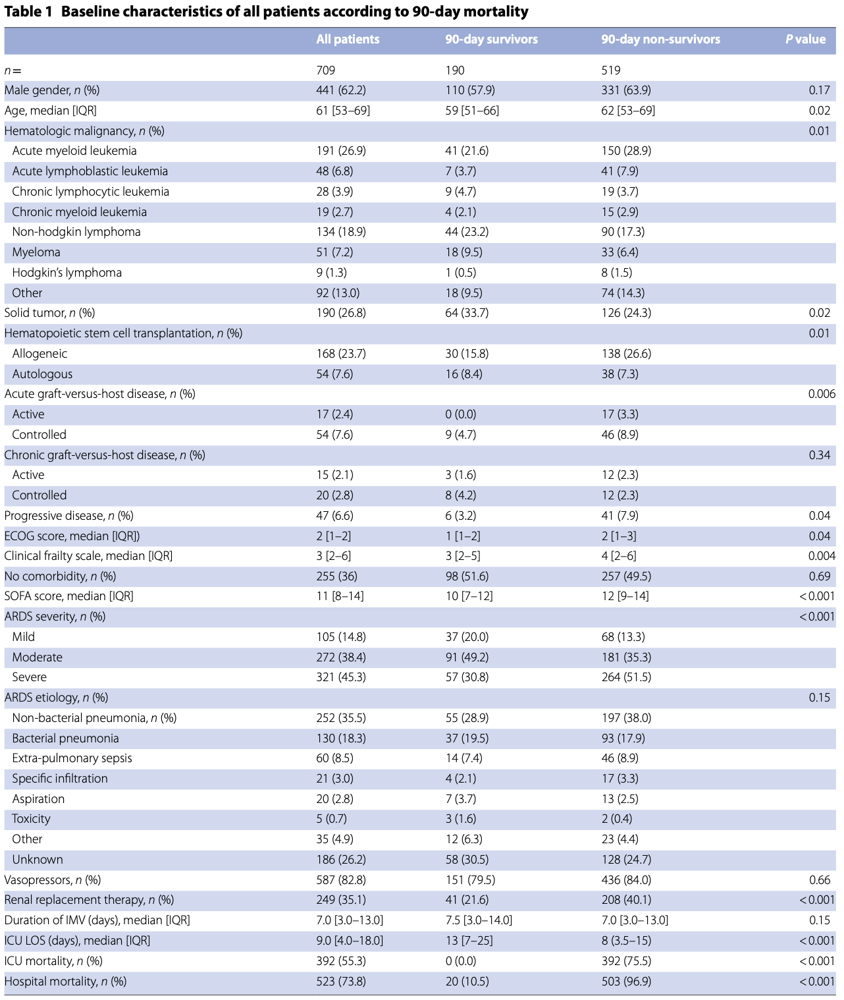 Table 1 Baseline characteristics of all patients according to 90-day mortality
All patients 90-day survivors 90-day non-survivors P value
n = 709 190 519
Male gender, n (%) 441 (62.2) 110 (57.9) 331 (63.9) 0.17
Age, median [IQR] 61 [53–69] 59 [51–66] 62 [53–69] 0.02
Hematologic malignancy, n (%) 0.01
Acute myeloid leukemia 191 (26.9) 41 (21.6) 150 (28.9)
Acute lymphoblastic leukemia 48 (6.8) 7 (3.7) 41 (7.9)
Chronic lymphocytic leukemia 28 (3.9) 9 (4.7) 19 (3.7)
Chronic myeloid leukemia 19 (2.7) 4 (2.1) 15 (2.9)
Non-hodgkin lymphoma 134 (18.9) 44 (23.2) 90 (17.3)
Myeloma 51 (7.2) 18 (9.5) 33 (6.4)
Hodgkin's lymphoma 9 (1.3) 1 (0.5) 8 (1.5)
Other 92 (13.0) 18 (9.5) 74 (14.3)
Solid tumor, n (%) 190 (26.8) 64 (33.7) 126 (24.3) 0.02
Hematopoietic stem cell transplantation, n (%) 0.01
Allogeneic 168 (23.7) 30 (15.8) 138 (26.6)
Autologous 54 (7.6) 16 (8.4) 38 (7.3)
Acute graft-versus-host disease, n (%) 0.006
Active 17 (2.4) 0 (0.0) 17 (3.3)
Controlled 54 (7.6) 9 (4.7) 46 (8.9)
Chronic graft-versus-host disease, n (%) 0.34
Active 15 (2.1) 3 (1.6) 12 (2.3)
Controlled 20 (2.8) 8 (4.2) 12 (2.3)
Progressive disease, n (%) 47 (6.6) 6 (3.2) 41 (7.9) 0.04
ECOG score, median [IQR]) 2 [1–2] 1 [1–2] 2 [1–3] 0.04
Clinical frailty scale, median [IQR] 3 [2–6] 3 [2–5] 4 [2–6] 0.004
No comorbidity, n (%) 255 (36) 98 (51.6) 257 (49.5) 0.69
SOFA score, median [IQR] 11 [8–14] 10 [7–12] 12 [9–14] < 0.001
ARDS severity, n (%) < 0.001
Mild 105 (14.8) 37 (20.0) 68 (13.3)
Moderate 272 (38.4) 91 (49.2) 181 (35.3)
Severe 321 (45.3) 57 (30.8) 264 (51.5)
ARDS etiology, n (%) 0.15
Non-bacterial pneumonia, n (%) 252 (35.5) 55 (28.9) 197 (38.0)
Bacterial pneumonia 130 (18.3) 37 (19.5) 93 (17.9)
Extra-pulmonary sepsis 60 (8.5) 14 (7.4) 46 (8.9)
Specific infiltration 21 (3.0) 4 (2.1) 17 (3.3)
Aspiration 20 (2.8) 7 (3.7) 13 (2.5)
Toxicity 5 (0.7) 3 (1.6) 2 (0.4)
Other 35 (4.9) 12 (6.3) 23 (4.4)
Unknown 186 (26.2) 58 (30.5) 128 (24.7)
Vasopressors, n (%) 587 (82.8) 151 (79.5) 436 (84.0) 0.66
Renal replacement therapy, n (%) 249 (35.1) 41 (21.6) 208 (40.1) < 0.001
Duration of IMV (days), median [IQR] 7.0 [3.0–13.0] 7.5 [3.0–14.0] 7.0 [3.0–13.0] 0.15
ICU LOS (days), median [IQR] 9.0 [4.0–18.0] 13 [7–25] 8 (3.5–15) < 0.001
ICU mortality, n (%) 392 (55.3) 0 (0.0) 392 (75.5) < 0.001
Hospital mortality, n (%) 523 (73.8) 20 (10.5) 503 (96.9) < 0.001